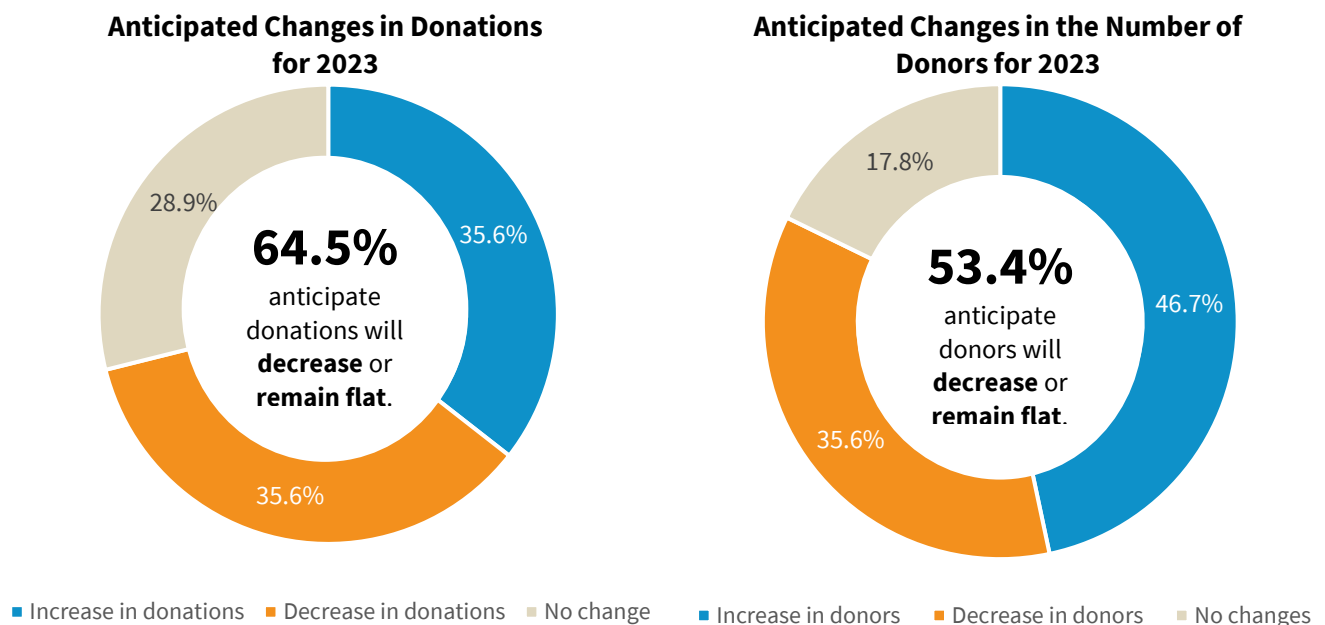 Anticipated Changes in Donations
for 2023
28.9%
35.6%
35.6%
64.5%
anticipate
donations will
decrease or
remain flat.
Increase in donations
Decrease in donations
No change
Anticipated Changes in the Number of
Donors for 2023
17.8%
46.7%
35.6%
53.4%
anticipate
donors will
decrease or
remain flat.
Increase in donors
Decrease in donors
No changes